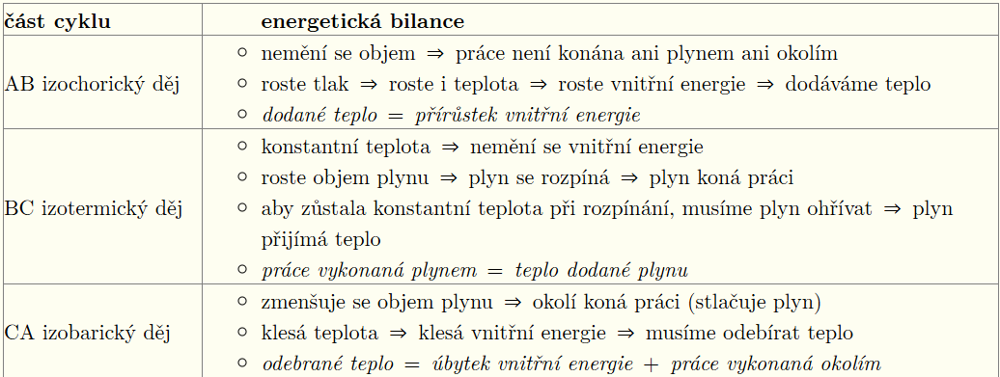 část cyklu energetická bilance
AB izochorický děj
nemění se objem ⇒ práce není konána ani plynem ani okolím
roste tlak ⇒ roste i teplota ⇒ roste vnitřní energie ⇒ dodáváme teplo
dodané teplo = přírůstek vnitřní energie
BC izotermický děj
konstantní teplota ⇒ nemění se vnitřní energie
roste objem plynu ⇒ plyn se rozpíná ⇒ plyn koná práci
aby zůstala konstantní teplota při rozpínání, musíme plyn ohřívat ⇒ plyn
přijímá teplo
práce vykonaná plynem = teplo dodané plynu
CA izobarický děj
zmenšuje se objem plynu ⇒ okolí koná práci (stlačuje plyn)
klesá teplota ⇒ klesá vnitřní energie ⇒ musíme odebírat teplo
odebrané teplo = úbytek vnitřní energie + práce vykonaná okolím